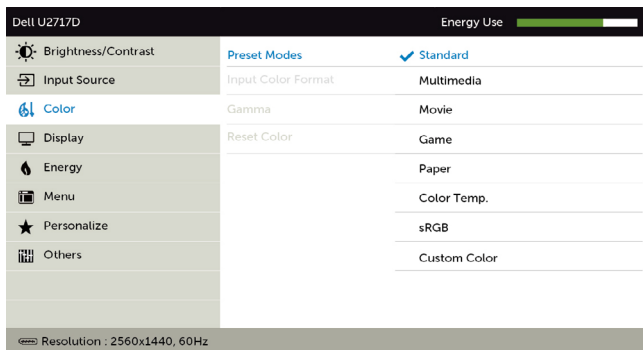 Dell U2717D
Energy Use
Brightness/Contrast
Input Source
Color
Display
Energy
Menu
Personalize
Others
Preset Modes
Input Color Format
Gamma
Reset Color
Standard
Multimedia
Movie
Game
Paper
Color Temp.
sRGB
Custom Color
Resolution : 2560x1440, 60Hz